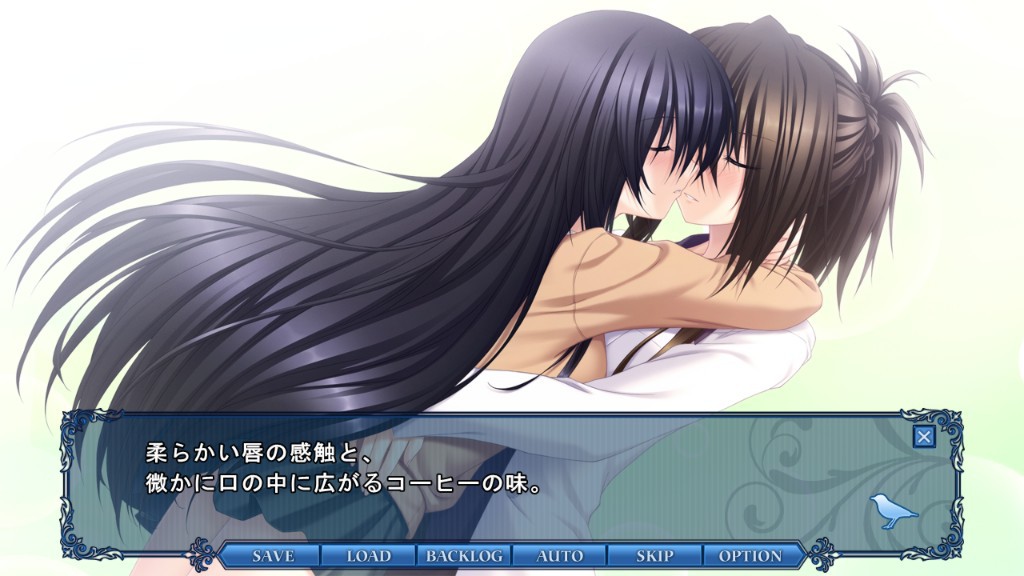 柔らかい唇の感触と、
微かに口の中に広がるコーヒーの味。
SAVE
LOAD
BACKLOG
AUTO
SKIP
OPTION